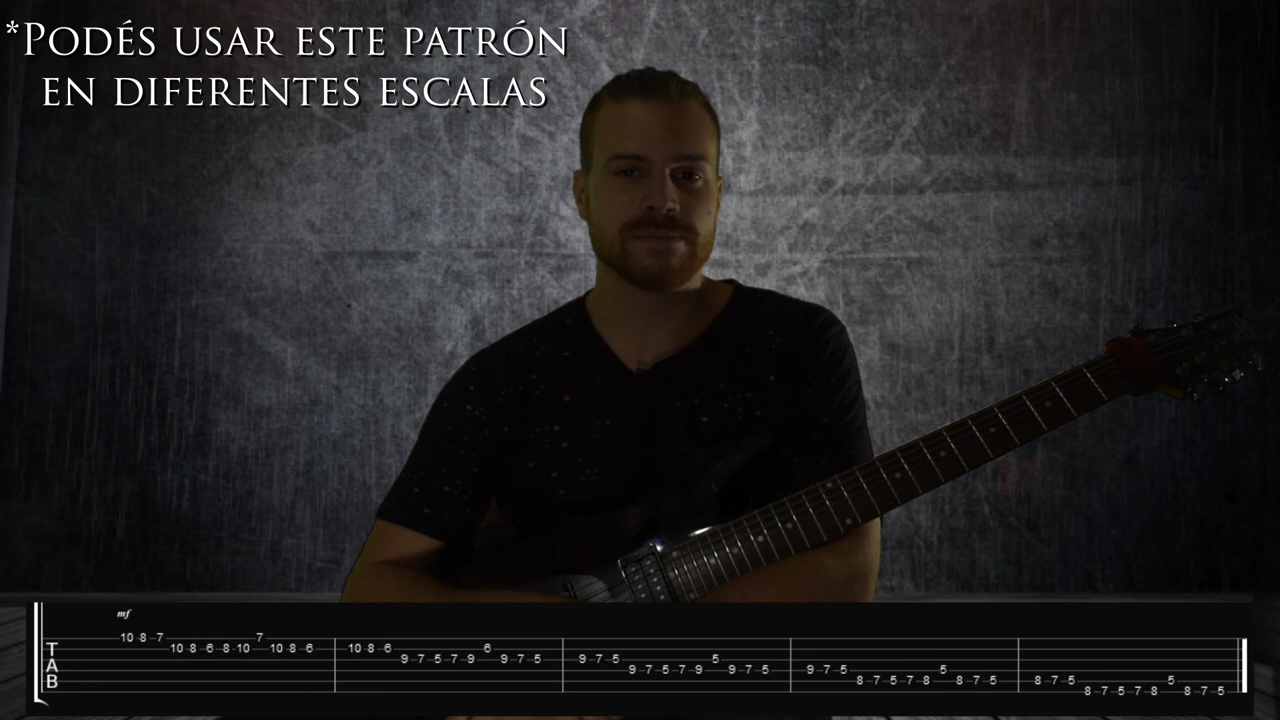 *Podés usar este patrón
en diferentes escalas
mf
10 8 7 7
10 8 6 8 10 10 8 6 10 8 6 6
9 7 5 7 9 9 7 5 9 7 5 5
T
9 7 5 7 9 9 7 5 9 7 5 5
A
8 7 5 7 8 8 7 5 8 7 5 5
B
8 7 5 7 8 8 7 5